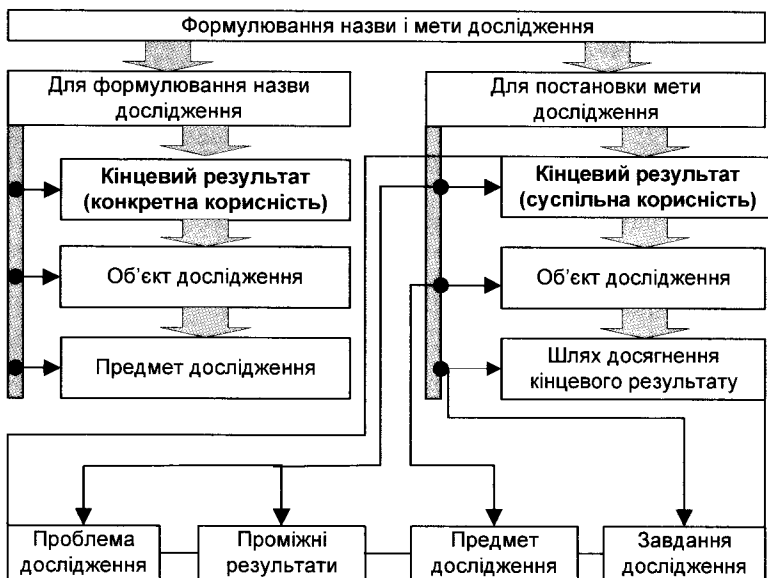 Формулювання назви і мети дослідження
Для формулювання назви
дослідження
Кінцевий результат
(конкретна корисність)
Об'єкт дослідження
Предмет дослідження
Для постановки мети
дослідження
Кінцевий результат
(суспільна корисність)
Об'єкт дослідження
Шлях досягнення
кінцевого результату
Проблема
дослідження
Проміжні
результати
Предмет
дослідження
Завдання
дослідження